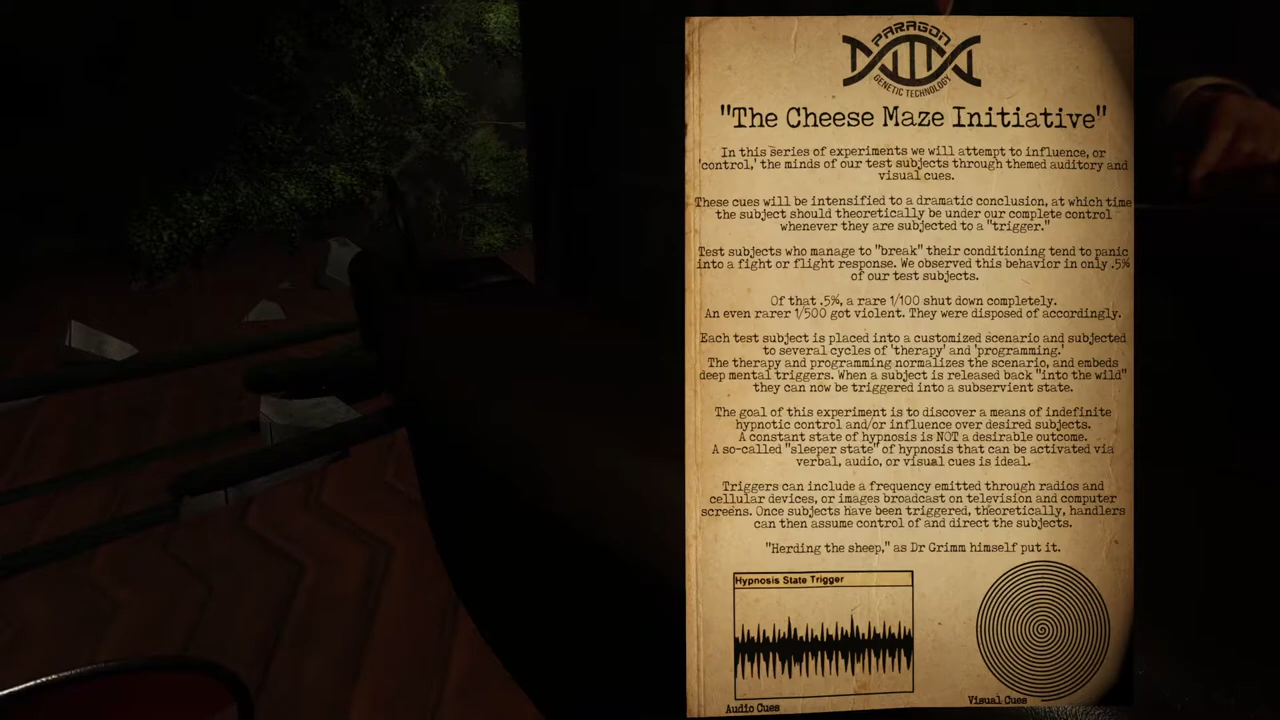 PARAGON
GENETIC TECHNOLOGY
"The Cheese Maze Initiative"
In this series of experiments we will attempt to influence, or
'control,' the minds of our test subjects through themed auditory and
visual cues.
These cues will be intensified to a dramatic conclusion, at which time
the subject should theoretically be under our complete control
whenever they are subjected to a "trigger."
Test subjects who manage to "break" their conditioning tend to panic
into a fight or flight response. We observed this behavior in only .5%
of our test subjects.
Of that .5%, a rare 1/100 shut down completely.
An even rarer 1/500 got violent. They were disposed of accordingly.
Each test subject is placed into a customized scenario and subjected
to several cycles of 'therapy' and 'programming.'
The therapy and programming normalizes the scenario, and embeds
deep mental triggers. When a subject is released back "into the wild"
they can now be triggered into a subservient state.
The goal of this experiment is to discover a means of indefinite
hypnotic control and/or influence over desired subjects.
A constant state of hypnosis is NOT a desirable outcome.
A so-called "sleeper state" of hypnosis that can be activated via
verbal, audio, or visual cues is ideal.
Triggers can include a frequency emitted through radios and
cellular devices, or images broadcast on television and computer
screens. Once subjects have been triggered, theoretically, handlers
can then assume control of and direct the subjects.
"Herding the sheep," as Dr Grimm himself put it.
Hypnosis State Trigger
Audio Cues
Visual Cues